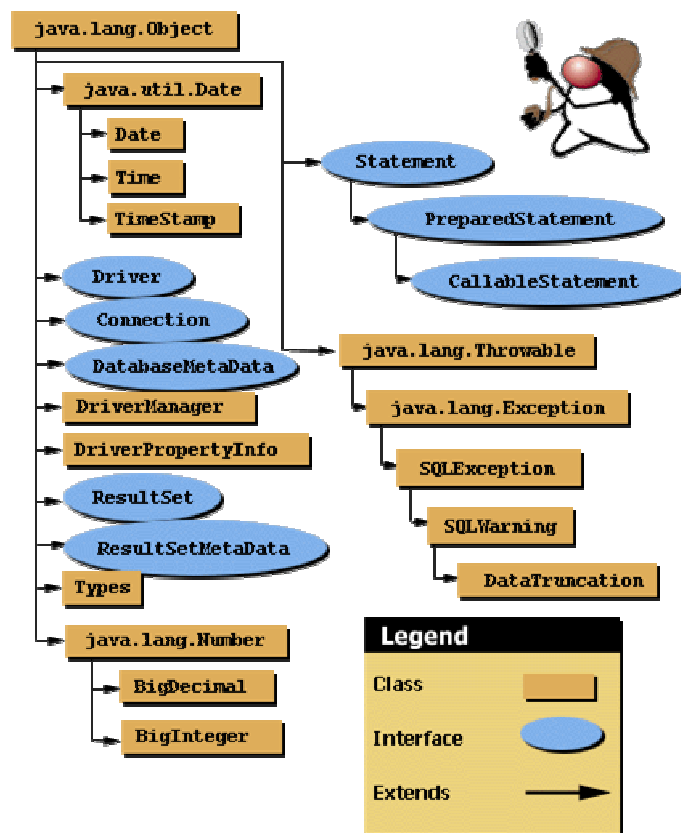 java.lang.Object
java.util.Date
Date
Time
TimeStamp
Statement
PreparedStatement
CallableStatement
Driver
Connection
DatabaseMetaData
DriverManager
DriverPropertyInfo
ResultSet
ResultSetMetaData
Types
java.lang.Number
BigDecimal
BigInteger
java.lang.Throwable
java.lang.Exception
SQLException
SQLWarning
DataTruncation
Legend
Class
Interface
Extends